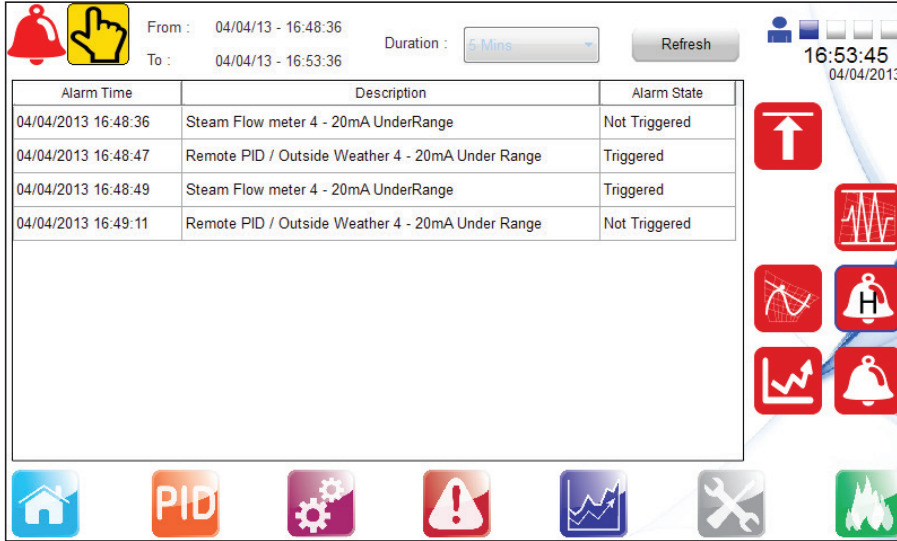 From : 04/04/13 - 16:48:36
To : 04/04/13 - 16:53:36
Duration : 5 Mins
Refresh
16:53:45
04/04/2013
Alarm Time Description Alarm State
04/04/2013 16:48:36 Steam Flow meter 4 - 20mA UnderRange Not Triggered
04/04/2013 16:48:47 Remote PID / Outside Weather 4 - 20mA Under Range Triggered
04/04/2013 16:48:49 Steam Flow meter 4 - 20mA UnderRange Triggered
04/04/2013 16:49:11 Remote PID / Outside Weather 4 - 20mA Under Range Not Triggered
H
PID